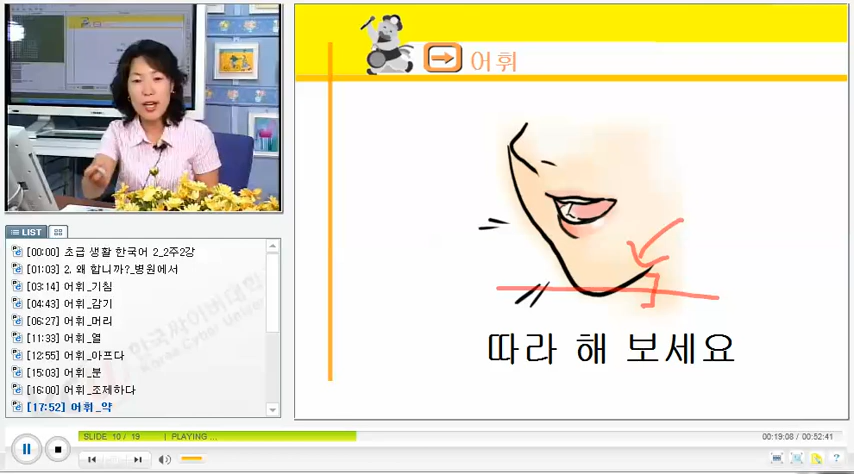 어휘
따라 해 보세요
LIST
[00:00] 초급 생활 한국어 2_2주2강
[01:03] 2. 왜 합니까?_병원에서
[03:14] 어휘_기침
[04:43] 어휘_감기
[06:27] 어휘_머리
[11:33] 어휘_열
[12:55] 어휘_아프다
[15:03] 어휘_분
[16:00] 어휘_조제하다
[17:52] 어휘_약
SLIDE 10 / 19 | PLAYING ...
00:19:08 / 00:52:41